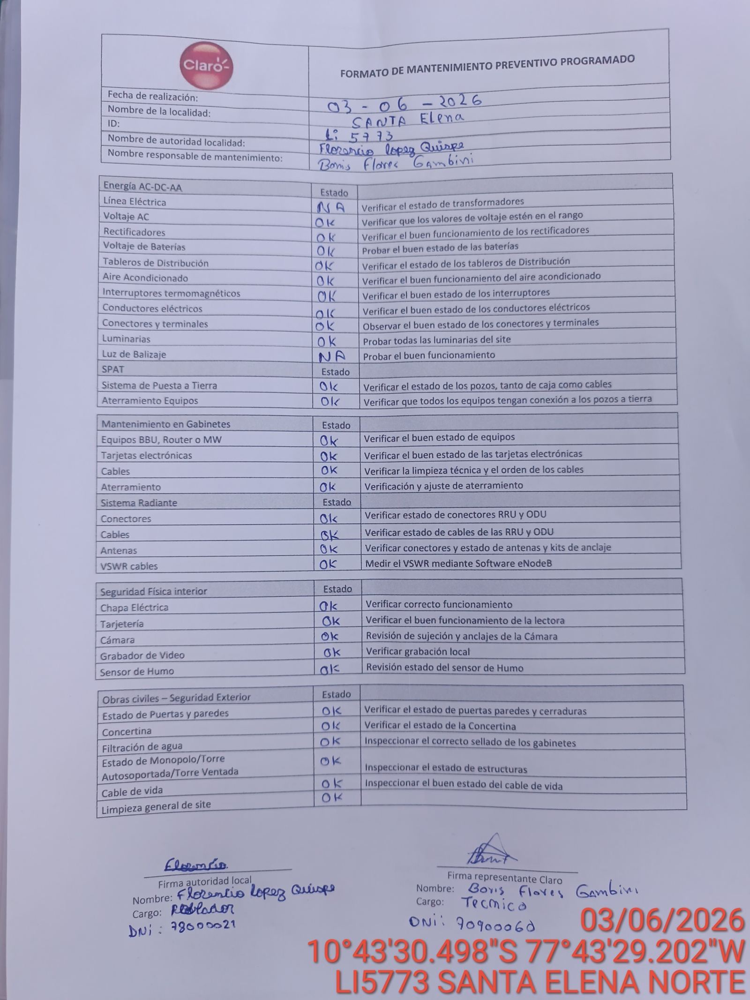 Claro
FORMATO DE MANTENIMIENTO PREVENTIVO PROGRAMADO
Fecha de realización: 03 - 06 - 2026
Nombre de la localidad: SANTA Elena
ID: Li 5773
Nombre de autoridad localidad: Florencio Lopez Quispe
Nombre responsable de mantenimiento: Boris Flores Gambini
Energía AC-DC-AA Estado
Línea Eléctrica NA Verificar el estado de transformadores
Voltaje AC OK Verificar que los valores de voltaje estén en el rango
Rectificadores OK Verificar el buen funcionamiento de los rectificadores
Voltaje de Baterías OK Probar el buen estado de las baterías
Tableros de Distribución OK Verificar el estado de los tableros de Distribución
Aire Acondicionado OK Verificar el buen funcionamiento del aire acondicionado
Interruptores termomagnéticos OK Verificar el buen estado de los interruptores
Conductores eléctricos OK Verificar el buen estado de los conductores eléctricos
Conectores y terminales OK Observar el buen estado de los conectores y terminales
Luminarias OK Probar todas las luminarias del site
Luz de Balizaje NA Probar el buen funcionamiento
SPAT Estado
Sistema de Puesta a Tierra OK Verificar el estado de los pozos, tanto de caja como cables
Aterramiento Equipos OK Verificar que todos los equipos tengan conexión a los pozos a tierra
Mantenimiento en Gabinetes Estado
Equipos BBU, Router o MW OK Verificar el buen estado de equipos
Tarjetas electrónicas OK Verificar el buen estado de las tarjetas electrónicas
Cables OK Verificar la limpieza técnica y el orden de los cables
Aterramiento OK Verificación y ajuste de aterramiento
Sistema Radiante Estado
Conectores OK Verificar estado de conectores RRU y ODU
Cables OK Verificar estado de cables de las RRU y ODU
Antenas OK Verificar conectores y estado de antenas y kits de anclaje
VSWR cables OK Medir el VSWR mediante Software eNodeB
Seguridad Física interior Estado
Chapa Eléctrica OK Verificar correcto funcionamiento
Tarjetería OK Verificar el buen funcionamiento de la lectora
Cámara OK Revisión de sujeción y anclajes de la Cámara
Grabador de Video OK Verificar grabación local
Sensor de Humo OK Revisión estado del sensor de Humo
Obras civiles – Seguridad Exterior Estado
Estado de Puertas y paredes OK Verificar el estado de puertas paredes y cerraduras
Concertina OK Verificar el estado de la Concertina
Filtración de agua OK Inspeccionar el correcto sellado de los gabinetes
Estado de Monopolo/Torre
Autosoportada/Torre Ventada OK Inspeccionar el estado de estructuras
Cable de vida OK Inspeccionar el buen estado del cable de vida
Limpieza general de site OK
Florencio
Firma autoridad local
Nombre: Florencio Lopez Quispe
Cargo: Poblador
DNi: 78000021
Firma representante Claro
Nombre: Boris Flores Gambini
Cargo: Tecnico
DNi: 70900060
03/06/2026
10°43'30.498"S 77°43'29.202"W
LI5773 SANTA ELENA NORTE